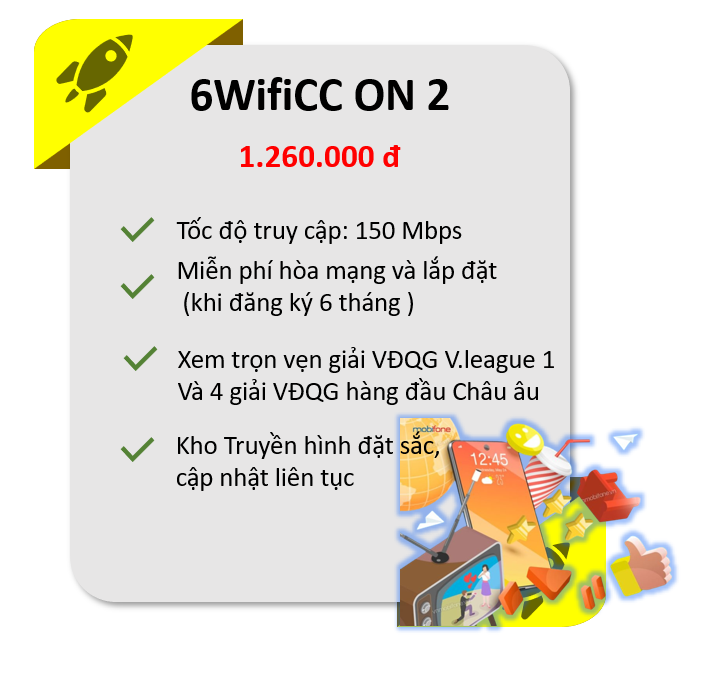 6WifiCC ON 2
1.260.000 đ
Tốc độ truy cập: 150 Mbps
Miễn phí hòa mạng và lắp đặt
(khi đăng ký 6 tháng )
Xem trọn vẹn giải VĐQG V.league 1
Và 4 giải VĐQG hàng đầu Châu âu
Kho Truyền hình đặt sắc,
cập nhật liên tục
mobifone
12:45